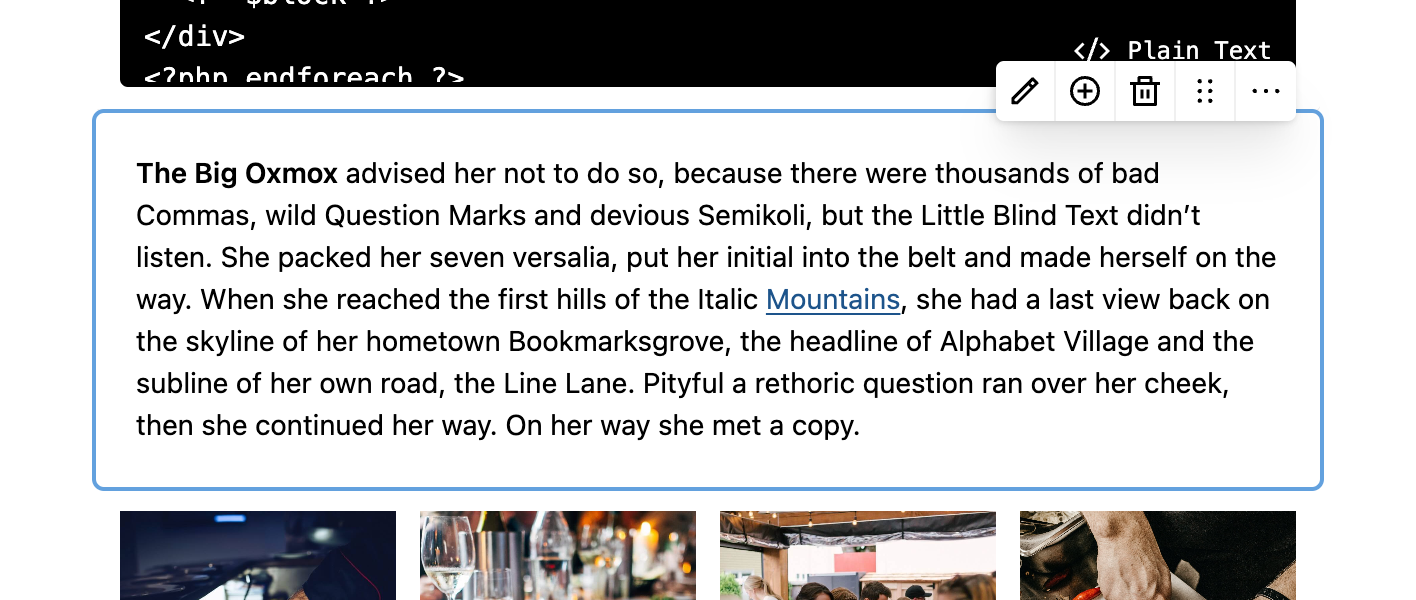 </div>
<?php endforeach ?>
</> Plain Text
The Big Oxmox advised her not to do so, because there were thousands of bad
Commas, wild Question Marks and devious Semikoli, but the Little Blind Text didn’t
listen. She packed her seven versalia, put her initial into the belt and made herself on the
way. When she reached the first hills of the Italic Mountains, she had a last view back on
the skyline of her hometown Bookmarksgrove, the headline of Alphabet Village and the
subline of her own road, the Line Lane. Pityful a rethoric question ran over her cheek,
then she continued her way. On her way she met a copy.